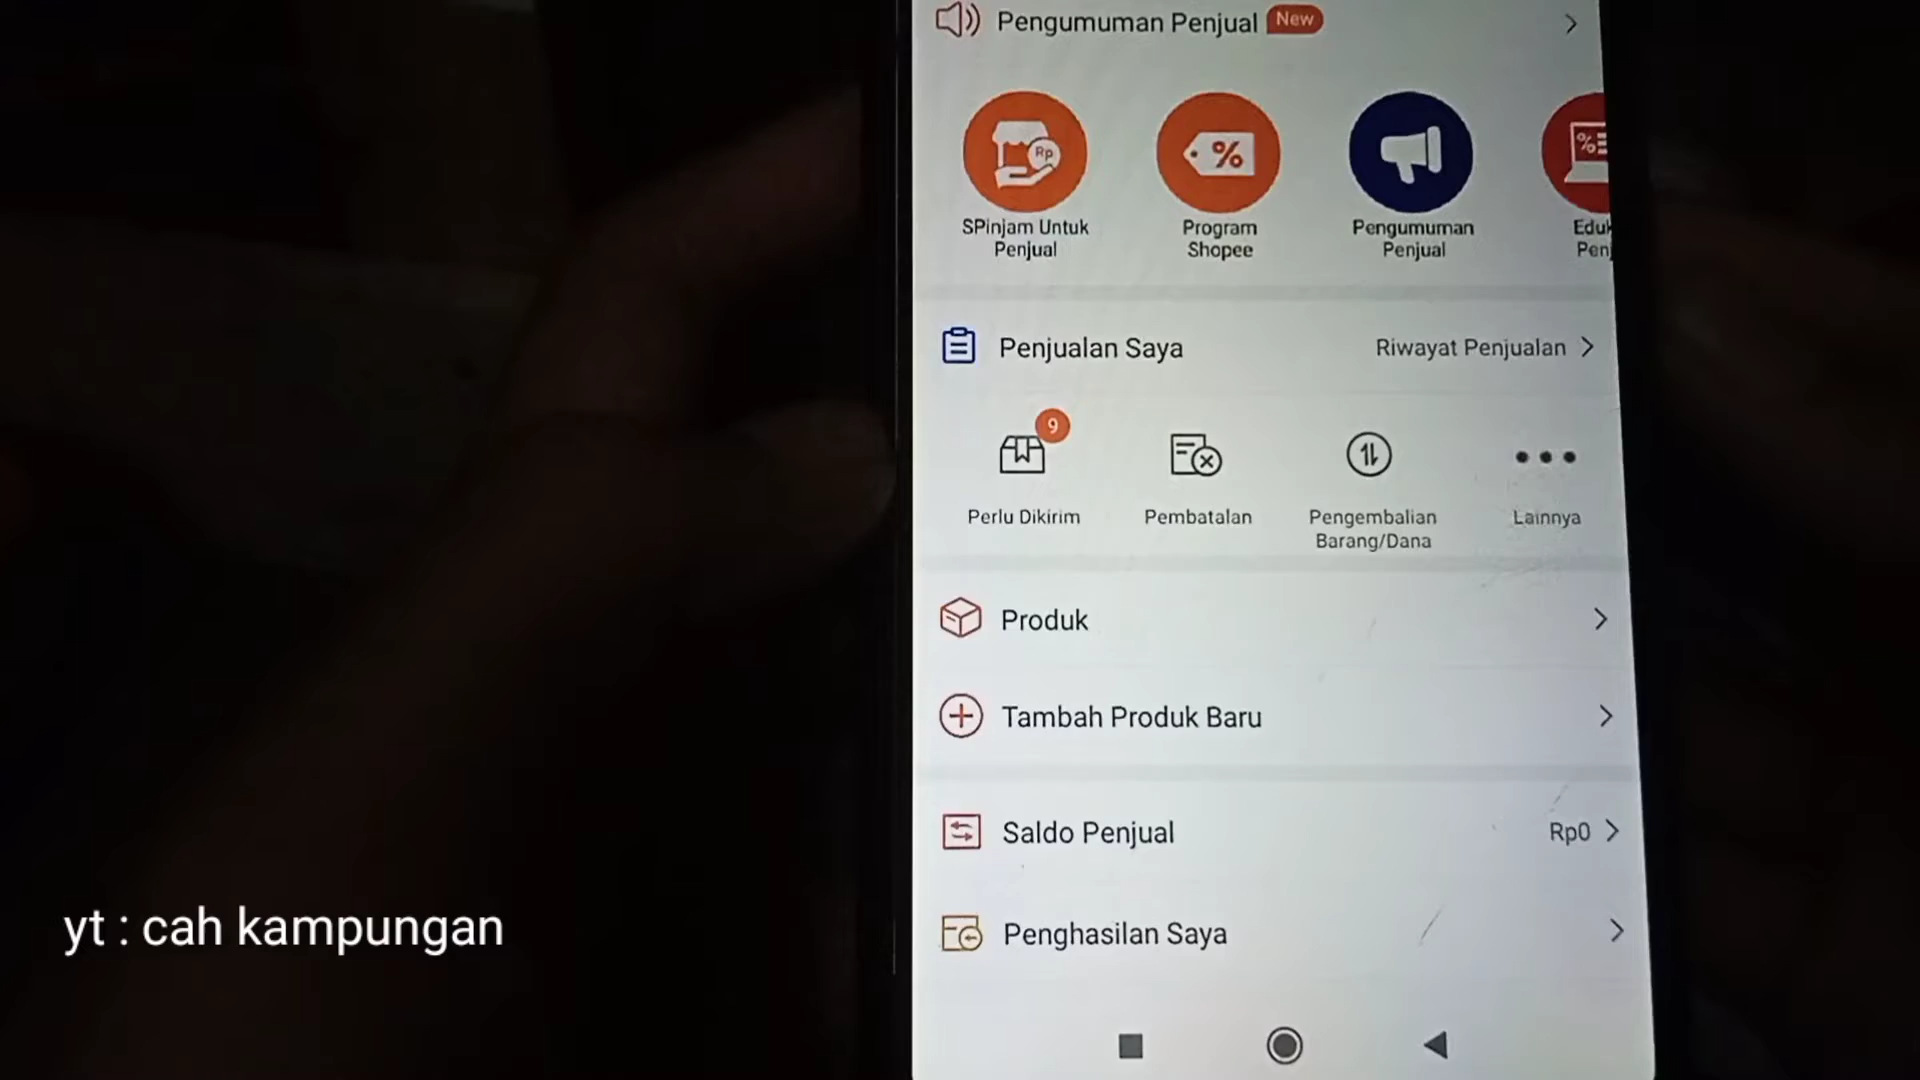 Pengumuman Penjual New
Rp
%
%
SPinjam Untuk
Penjual
Program
Shopee
Pengumuman
Penjual
Penjualan Saya
Riwayat Penjualan
9
Perlu Dikirim
Pembatalan
Pengembalian
Barang/Dana
Lainnya
Produk
Tambah Produk Baru
Saldo Penjual
Rp0
Penghasilan Saya
yt : cah kampungan